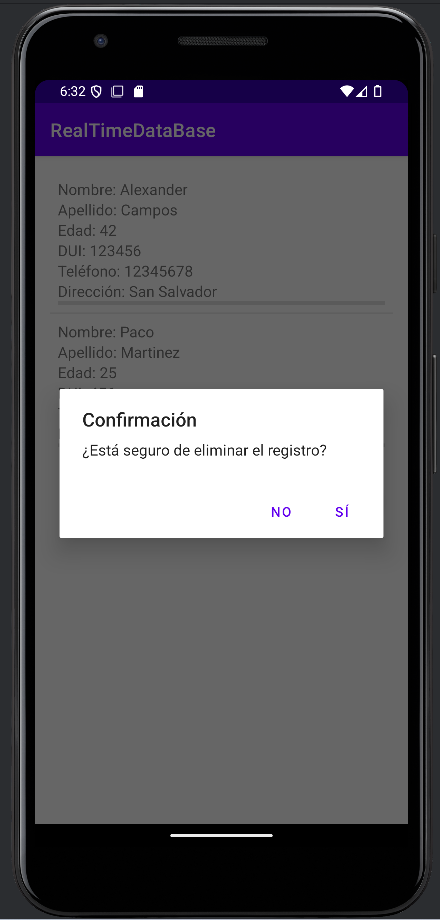 6:32
RealTimeDataBase
Nombre: Alexander
Apellido: Campos
Edad: 42
DUI: 123456
Teléfono: 12345678
Dirección: San Salvador
Nombre: Paco
Apellido: Martinez
Edad: 25
Confirmación
¿Está seguro de eliminar el registro?
NO SÍ